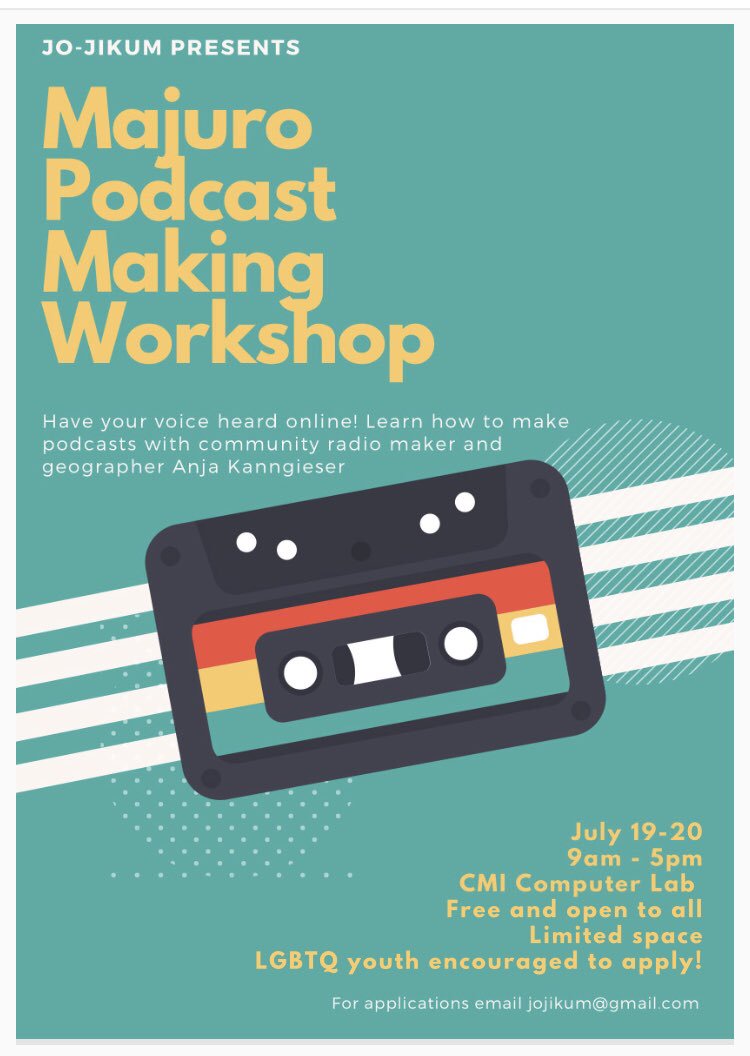 JO-JIKUM PRESENTS
Majuro
Podcast
Making
Workshop
Have your voice heard online! Learn how to make
podcasts with community radio maker and
geographer Anja Kanngieser
July 19-20
9am - 5pm
CMI Computer Lab
Free and open to all
Limited space
LGBTQ youth encouraged to apply!
For applications email jojikum@gmail.com